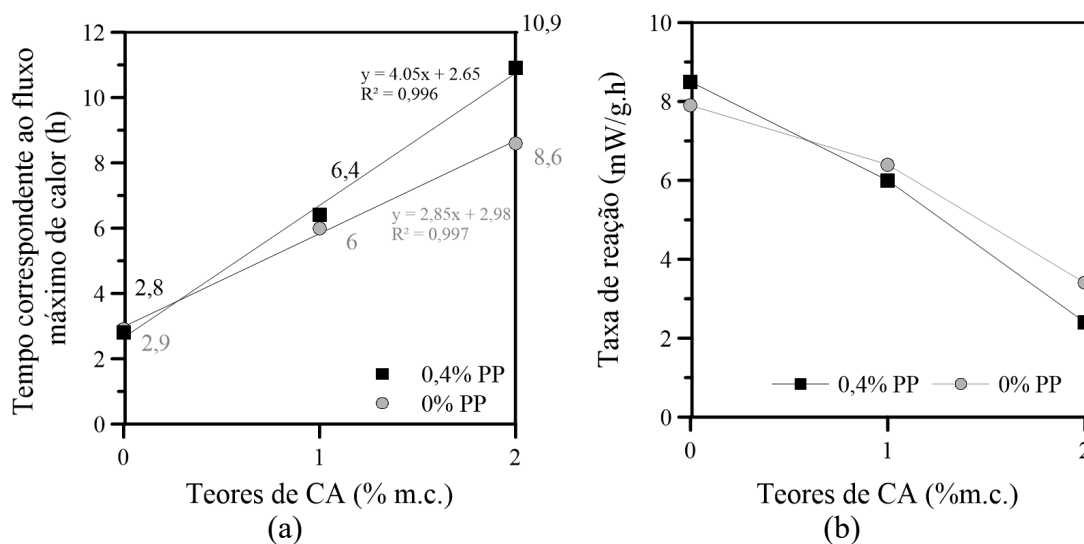 10,9
12
10
8
6
4
2
0
Tempo correspondente ao fluxo
máximo de calor (h)
y = 4.05x + 2.65
R² = 0,996
6,4
8,6
y = 2,85x + 2,98
R² = 0,997
6
2,8
2,9
0,4% PP
0% PP
0 1 2
Teores de CA (% m.c.)
(a)
10
8
6
4
2
0
Taxa de reação (mW/g.h)
0,4% PP 0% PP
0 1 2
Teores de CA (%m.c.)
(b)